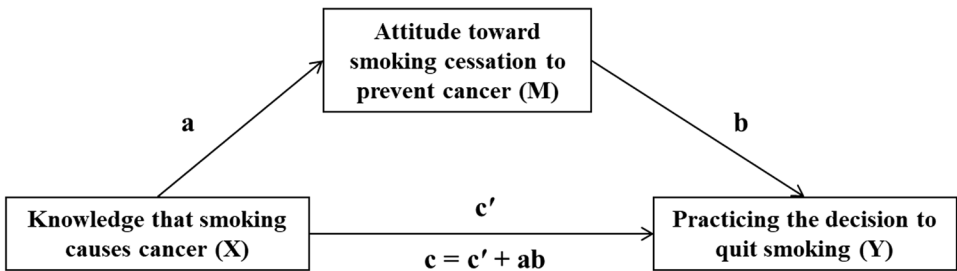 Attitude toward
smoking cessation to
prevent cancer (M)
a
b
Knowledge that smoking
causes cancer (X)
c′
c = c′ + ab
Practicing the decision to
quit smoking (Y)